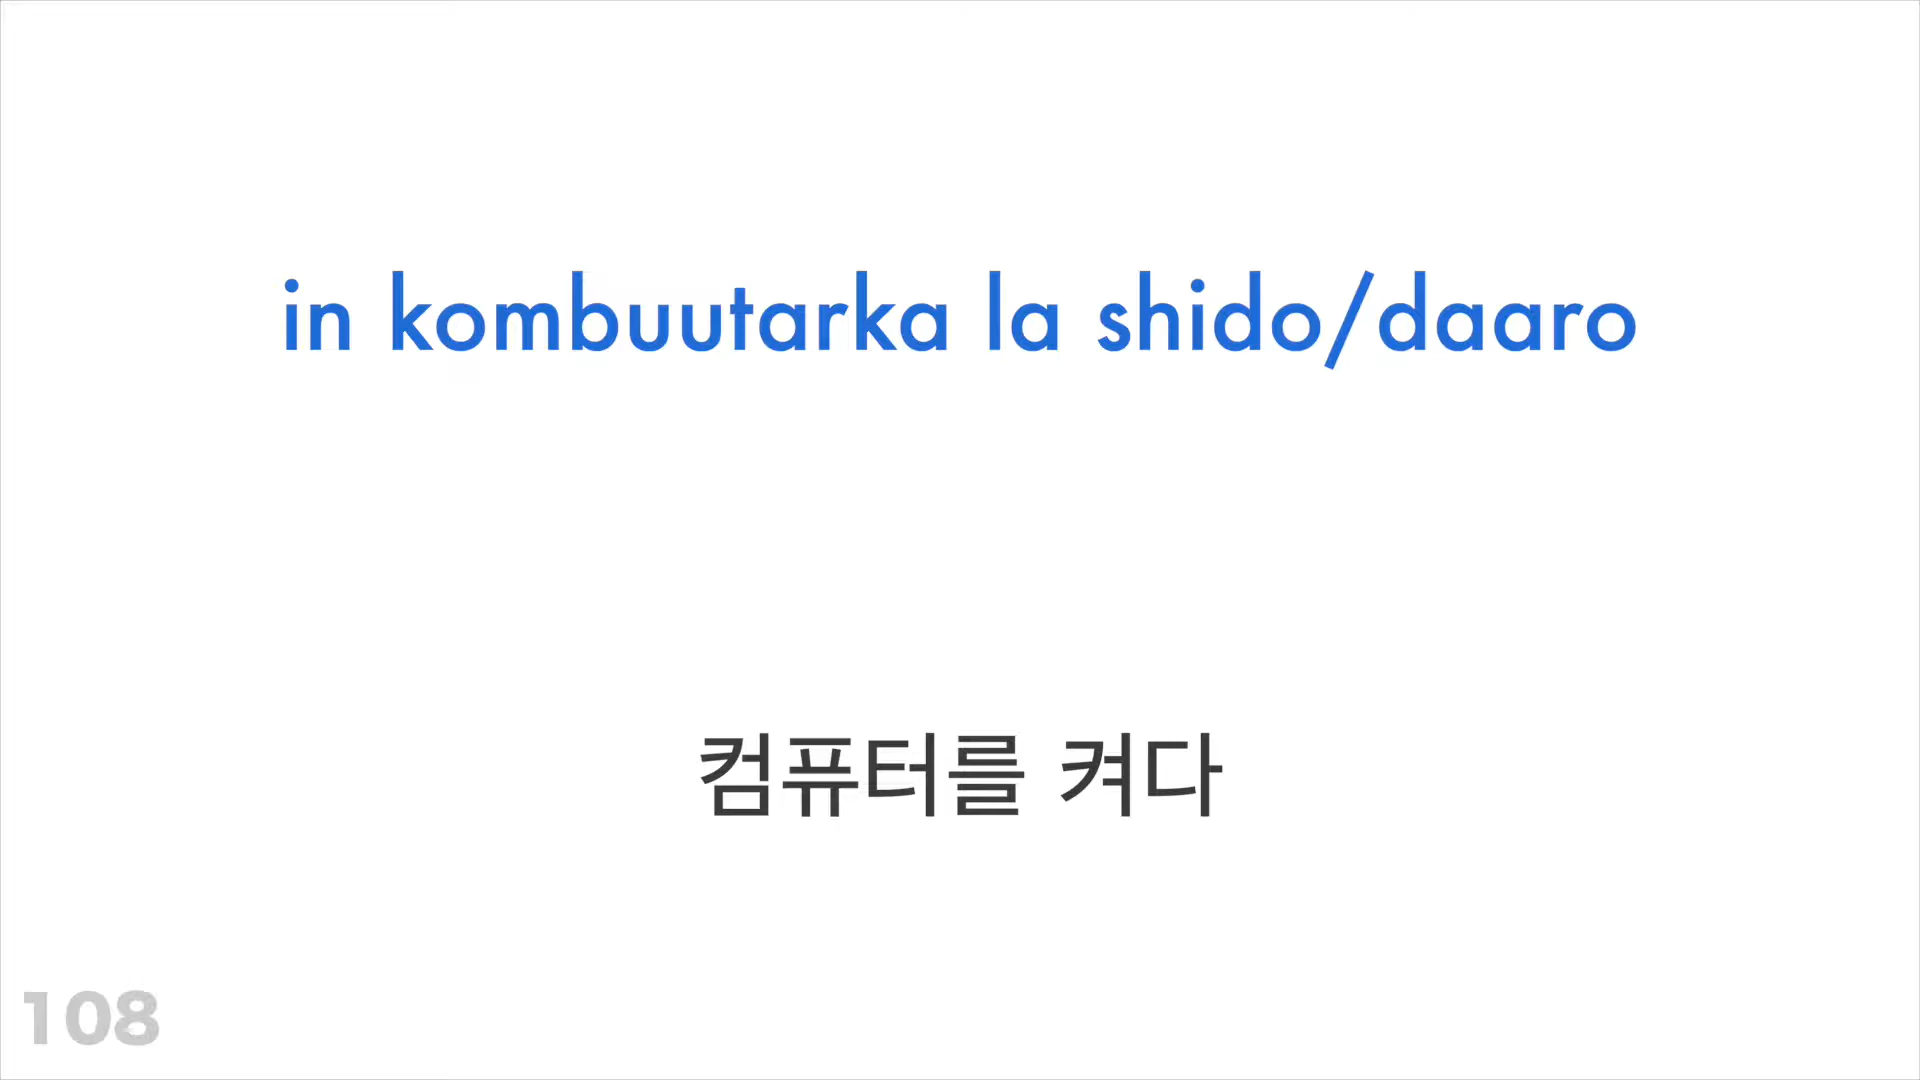 in kombuutarka la shido/daaro
컴퓨터를 켜다
108